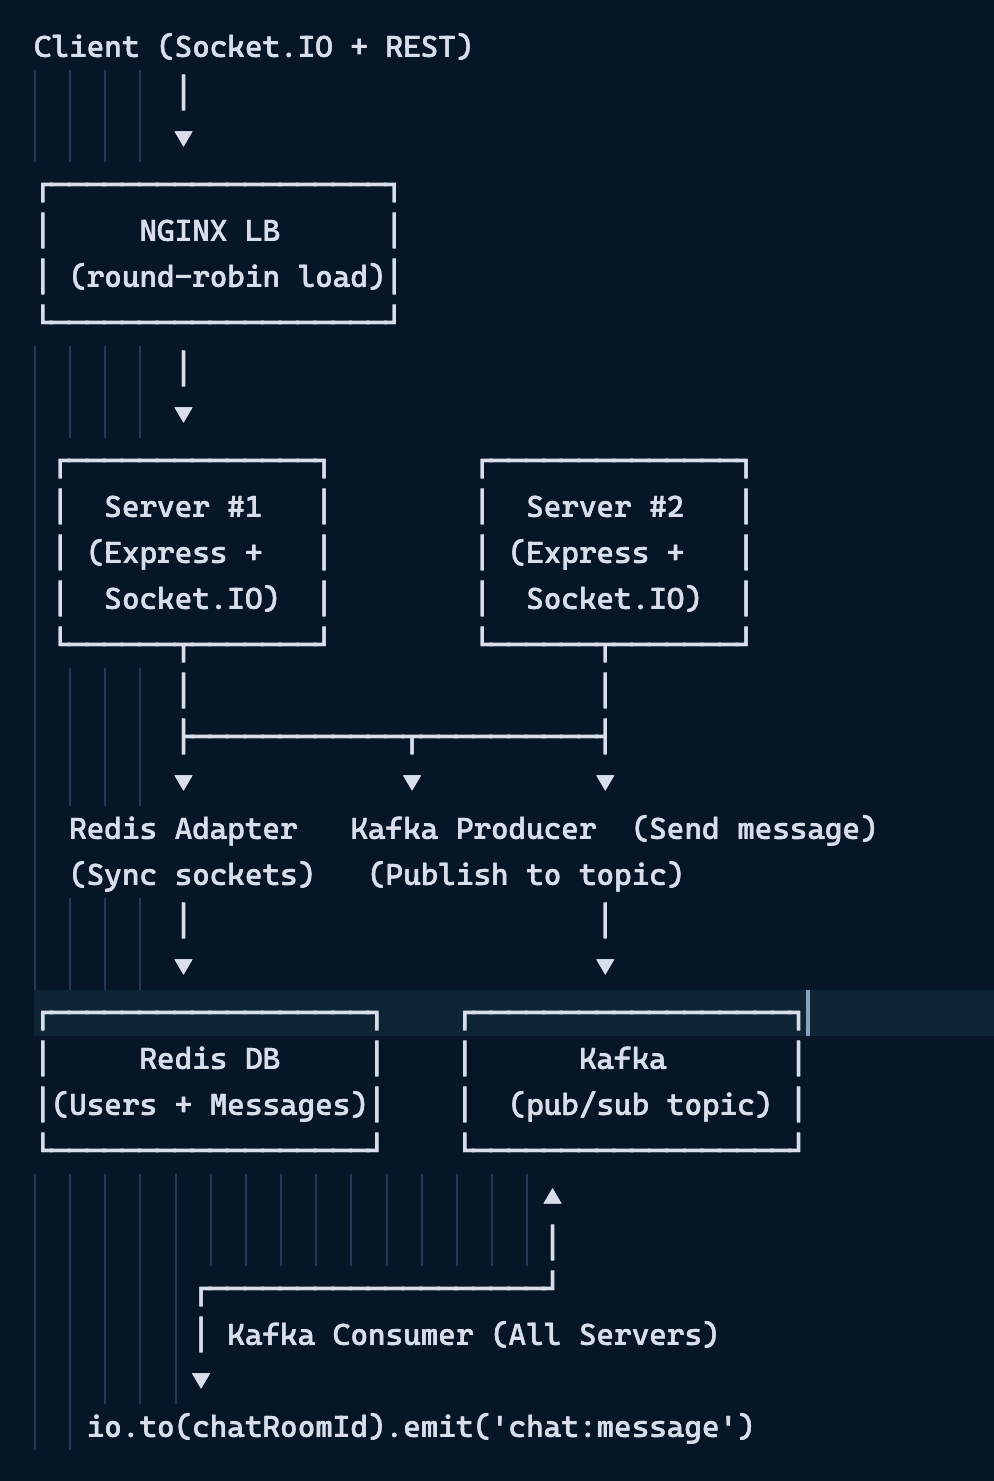 Client (Socket.IO + REST)
NGINX LB
(round-robin load)
Server #1 Server #2
(Express + (Express +
Socket.IO) Socket.IO)
Redis Adapter Kafka Producer (Send message)
(Sync sockets) (Publish to topic)
Redis DB Kafka
(Users + Messages) (pub/sub topic)
Kafka Consumer (All Servers)
io.to(chatRoomId).emit('chat:message')